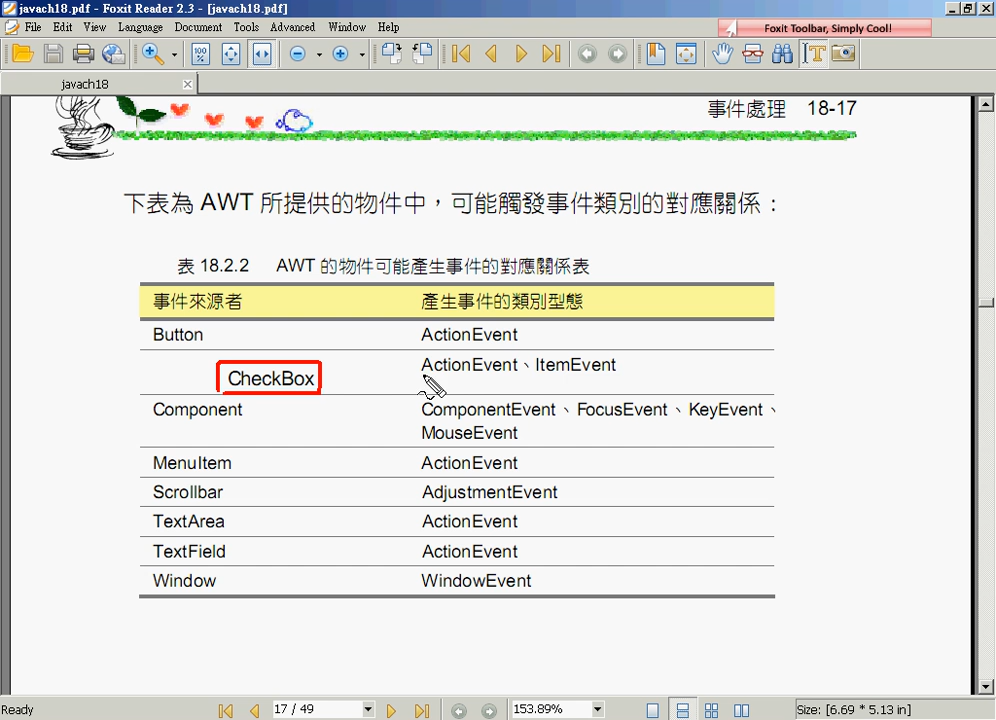 javach18.pdf - Foxit Reader 2.3 - [javach18.pdf]
File Edit View Language Document Tools Advanced Window Help
Foxit Toolbar, Simply Cool!
100 %
javach18
事件處理 18-17
下表為 AWT 所提供的物件中，可能觸發事件類別的對應關係：
表 18.2.2 AWT 的物件可能產生事件的對應關係表
事件來源者 產生事件的類別型態
Button ActionEvent
CheckBox ActionEvent、ItemEvent
Component ComponentEvent、FocusEvent、KeyEvent、
MouseEvent
MenuItem ActionEvent
Scrollbar AdjustmentEvent
TextArea ActionEvent
TextField ActionEvent
Window WindowEvent
Ready 17 / 49 153.89% Size: [6.69 * 5.13 in]